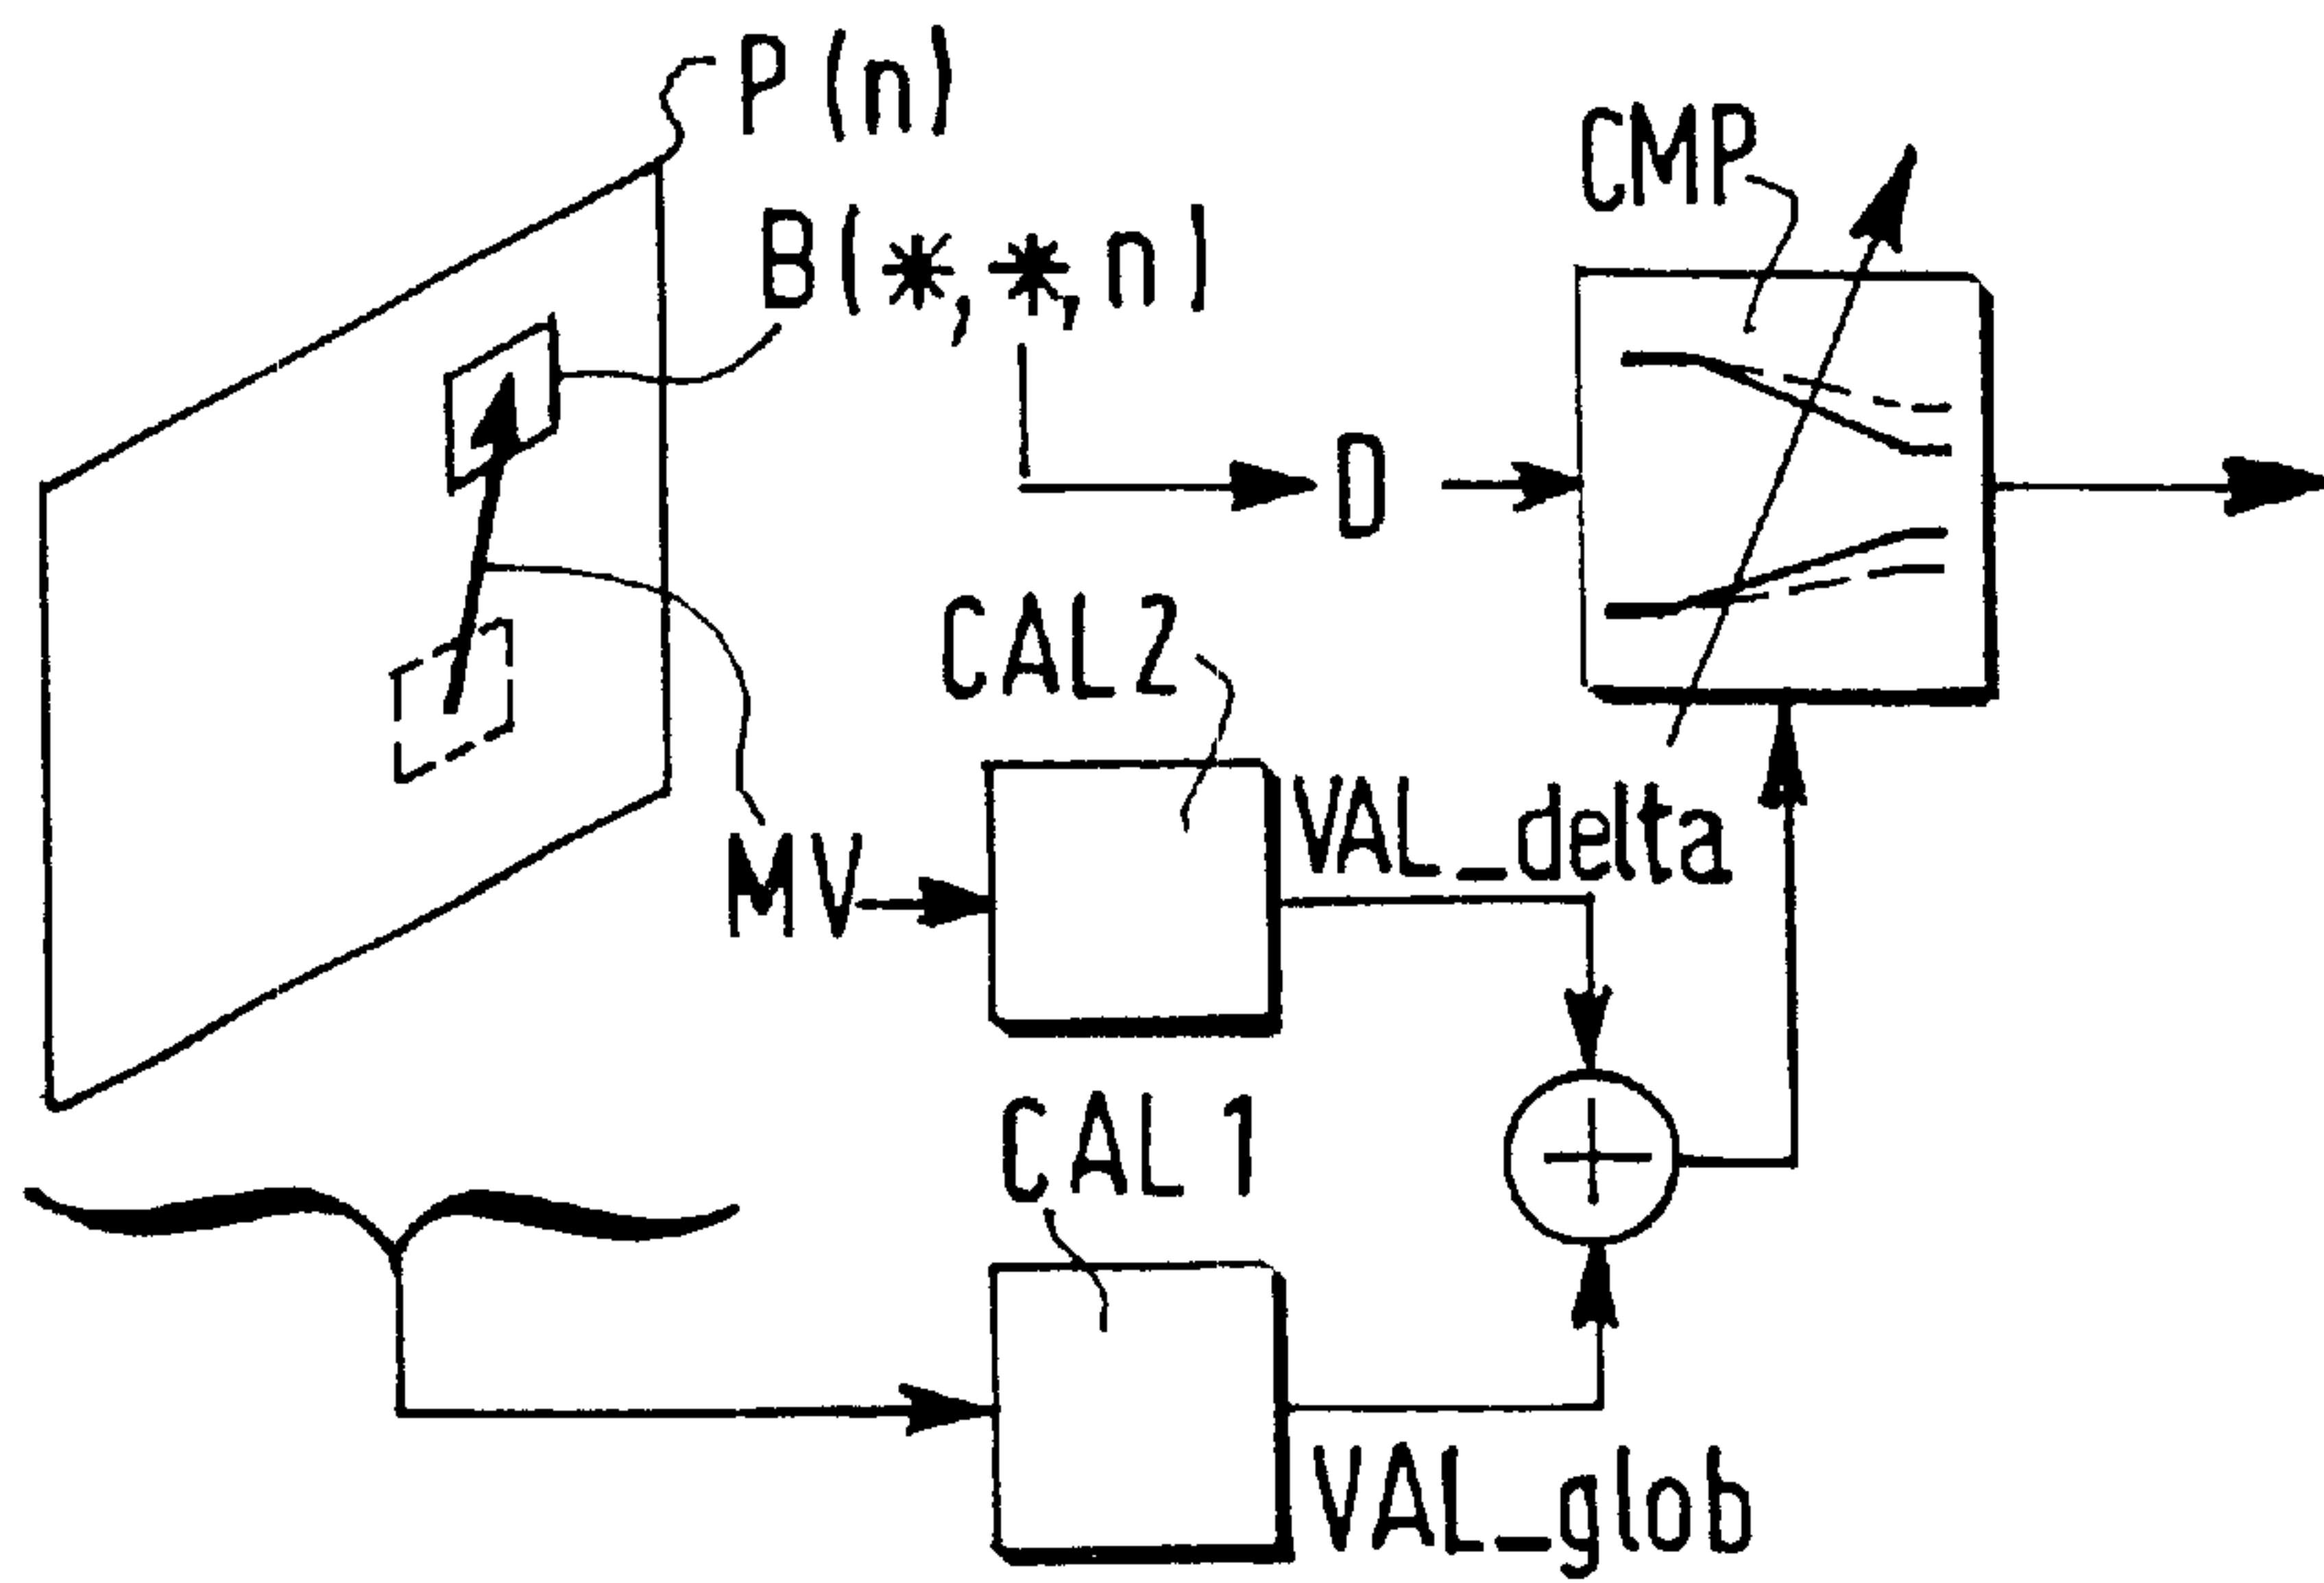 P(n)
B(*,*,n)
CMP
D
CAL2
VAL_delta
MV
CAL1
VAL_glob